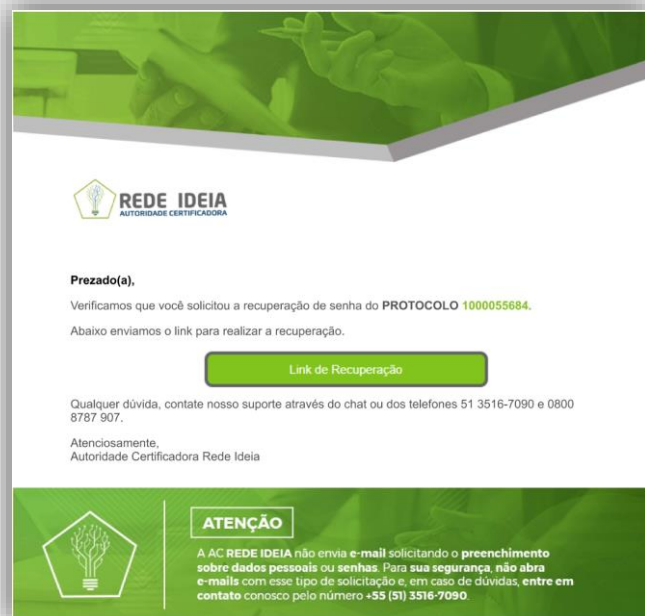 REDE IDEIA
AUTORIDADE CERTIFICADORA
Prezado(a),
Verificamos que você solicitou a recuperação de senha do PROTOCOLO 1000055684.
Abaixo enviamos o link para realizar a recuperação.
Link de Recuperação
Qualquer dúvida, contate nosso suporte através do chat ou dos telefones 51 3516-7090 e 0800
8787 907.
Atenciosamente,
Autoridade Certificadora Rede Ideia
ATENÇÃO
A AC REDE IDEIA não envia e-mail solicitando o preenchimento
sobre dados pessoais ou senhas. Para sua segurança, não abra
e-mails com esse tipo de solicitação e, em caso de dúvidas, entre em
contato conosco pelo número +55 (51) 3516-7090.